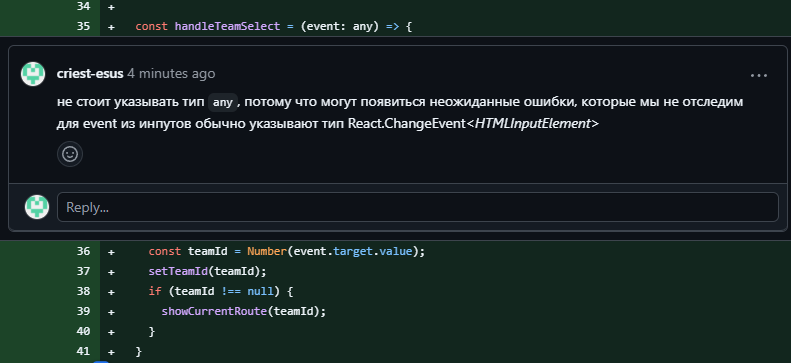 34 +
35 + const handleTeamSelect = (event: any) => {
criest-esus 4 minutes ago
не стоит указывать тип any, потому что могут появиться неожиданные ошибки, которые мы не отследим
для event из инпутов обычно указывают тип React.ChangeEvent<HTMLInputElement>
Reply...
36 + const teamId = Number(event.target.value);
37 + setTeamId(teamId);
38 + if (teamId !== null) {
39 + showCurrentRoute(teamId);
40 + }
41 + }